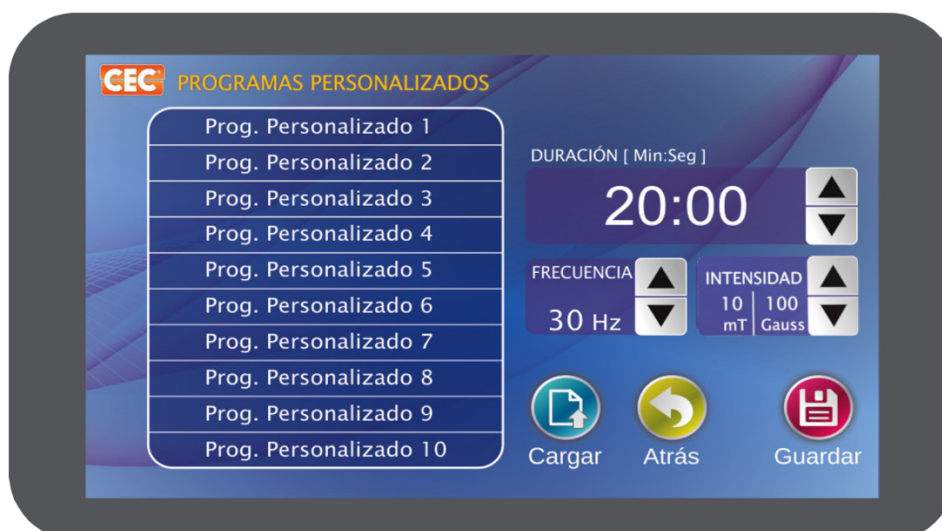 CEC PROGRAMAS PERSONALIZADOS
Prog. Personalizado 1
Prog. Personalizado 2
Prog. Personalizado 3
Prog. Personalizado 4
Prog. Personalizado 5
Prog. Personalizado 6
Prog. Personalizado 7
Prog. Personalizado 8
Prog. Personalizado 9
Prog. Personalizado 10
DURACIÓN [ Min:Seg ]
20:00
FRECUENCIA
30 Hz
INTENSIDAD
10 100
mT Gauss
Cargar
Atrás
Guardar